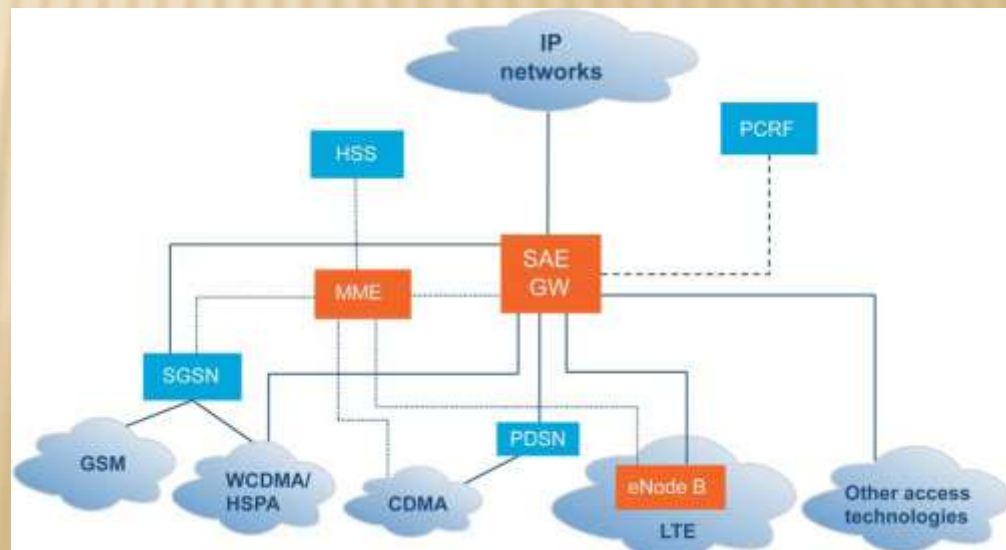 IP
networks
PCRF
HSS
SAE
GW
MME
SGSN
PDSN
GSM
WCDMA/
HSPA
CDMA
eNode B
LTE
Other access
technologies